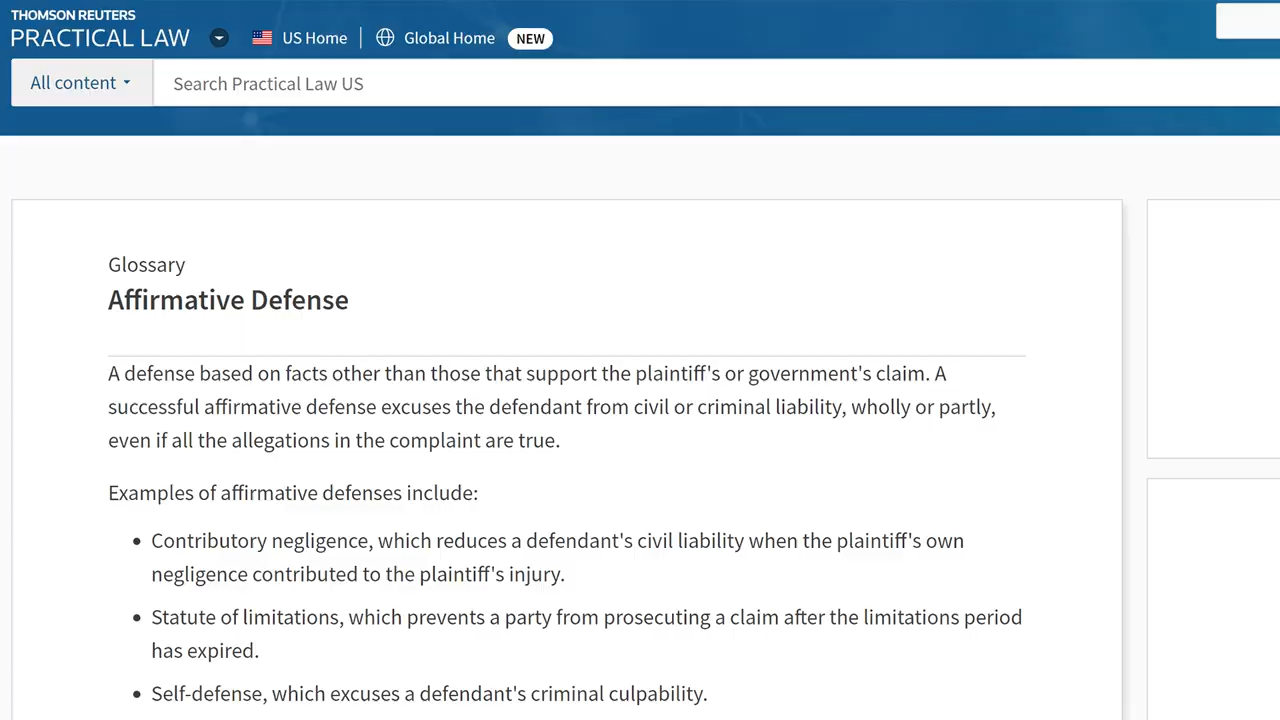 THOMSON REUTERS
PRACTICAL LAW
US Home
Global Home
NEW
All content
Search Practical Law US
Glossary
Affirmative Defense
A defense based on facts other than those that support the plaintiff's or government's claim. A
successful affirmative defense excuses the defendant from civil or criminal liability, wholly or partly,
even if all the allegations in the complaint are true.
Examples of affirmative defenses include:
• Contributory negligence, which reduces a defendant's civil liability when the plaintiff's own
negligence contributed to the plaintiff's injury.
• Statute of limitations, which prevents a party from prosecuting a claim after the limitations period
has expired.
• Self-defense, which excuses a defendant's criminal culpability.